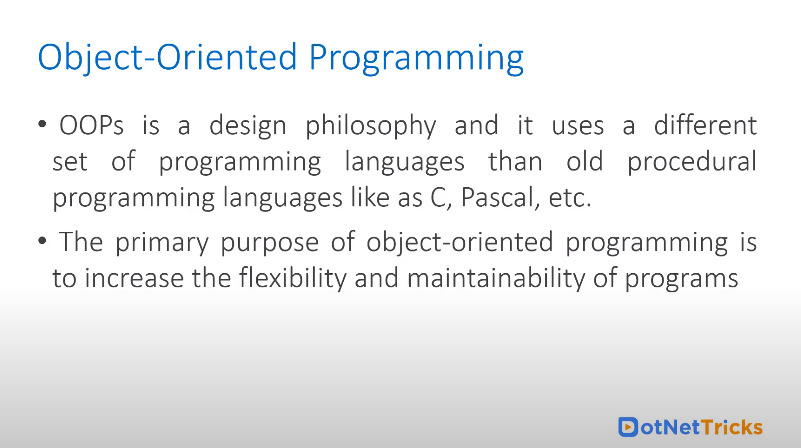 Object-Oriented Programming
• OOPs is a design philosophy and it uses a different
set of programming languages than old procedural
programming languages like as C, Pascal, etc.
• The primary purpose of object-oriented programming is
to increase the flexibility and maintainability of programs
DotNetTricks